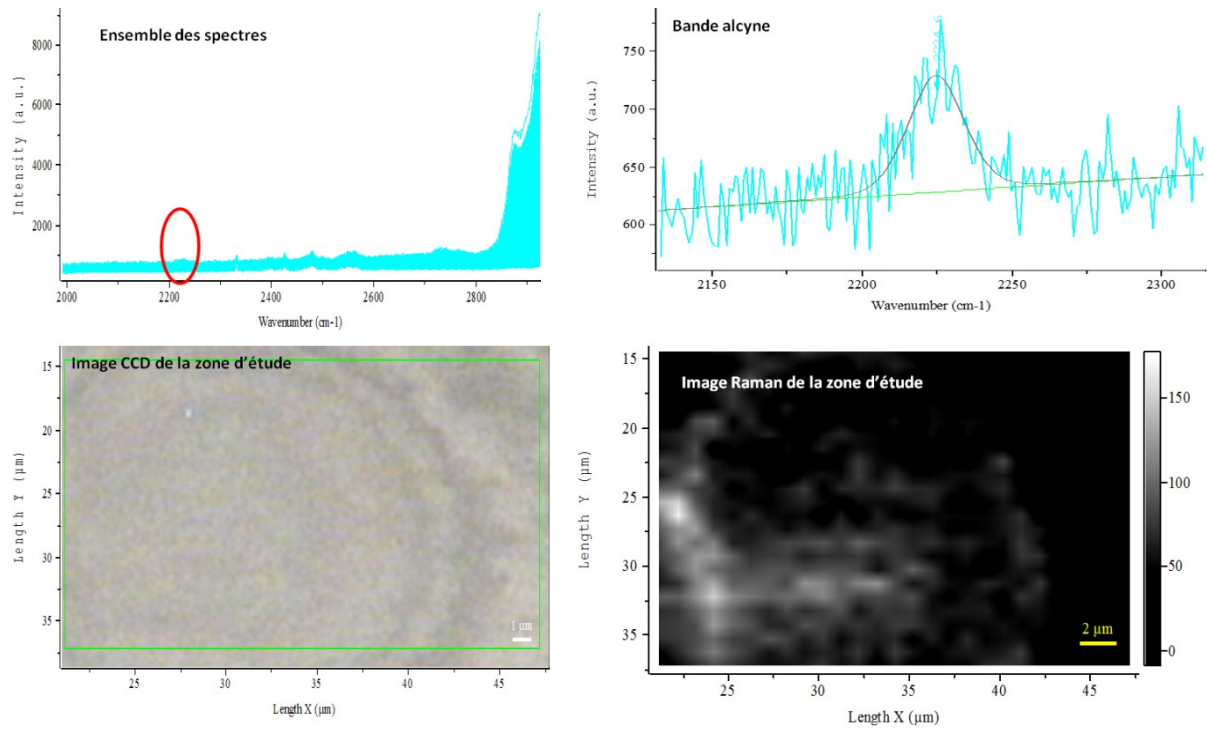 Ensemble des spectres
Intensity (a.u.)
8000
6000
4000
2000
2000 2200 2400 2600 2800
Wavenumber (cm-1)
Bande alcyne
Intensity (a.u.)
750
700
650
600
2150 2200 2250 2300
Wavenumber (cm-1)
Image CCD de la zone d'étude
Length Y (µm)
15
20
25
30
35
1 µm
25 30 35 40 45
Length X (µm)
Image Raman de la zone d'étude
Length Y (µm)
15
20
25
30
35
2 µm
25 30 35 40 45
Length X (µm)
150
100
50
0